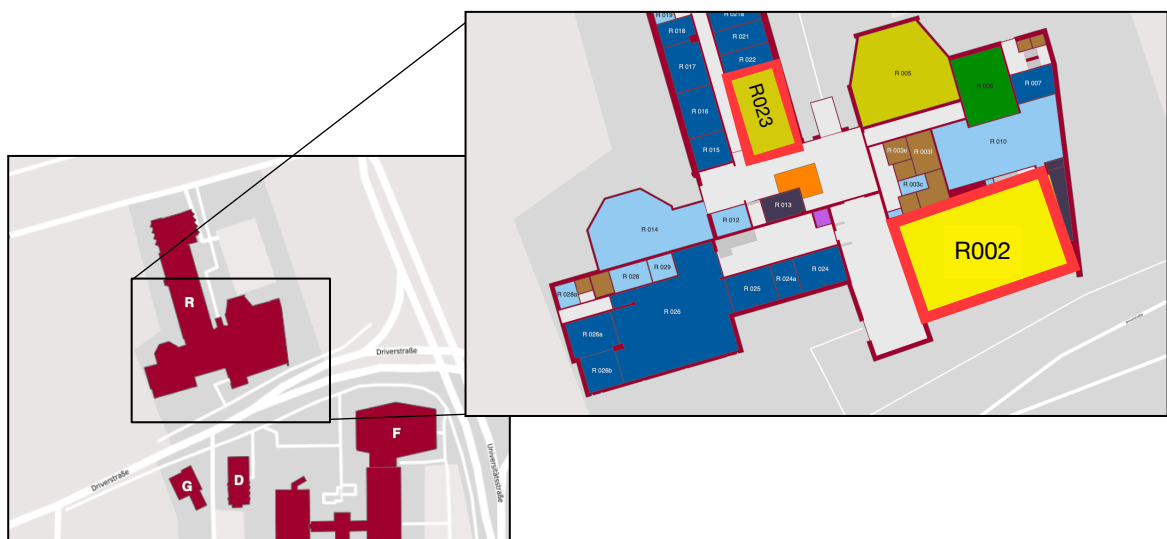 R 019
R 018
R 017
R 016
R 015
R 021a
R 021
R 022
R023
R 005
R 006
R 007
R 010
R 003e
R 003f
R 003c
R 014
R 012
R 013
R002
R 028a
R 028
R 029
R 025
R 024a
R 024
R 026
R 026a
R 026b
R
Driverstraße
F
G
D
Driverstraße
Universitätsstraße